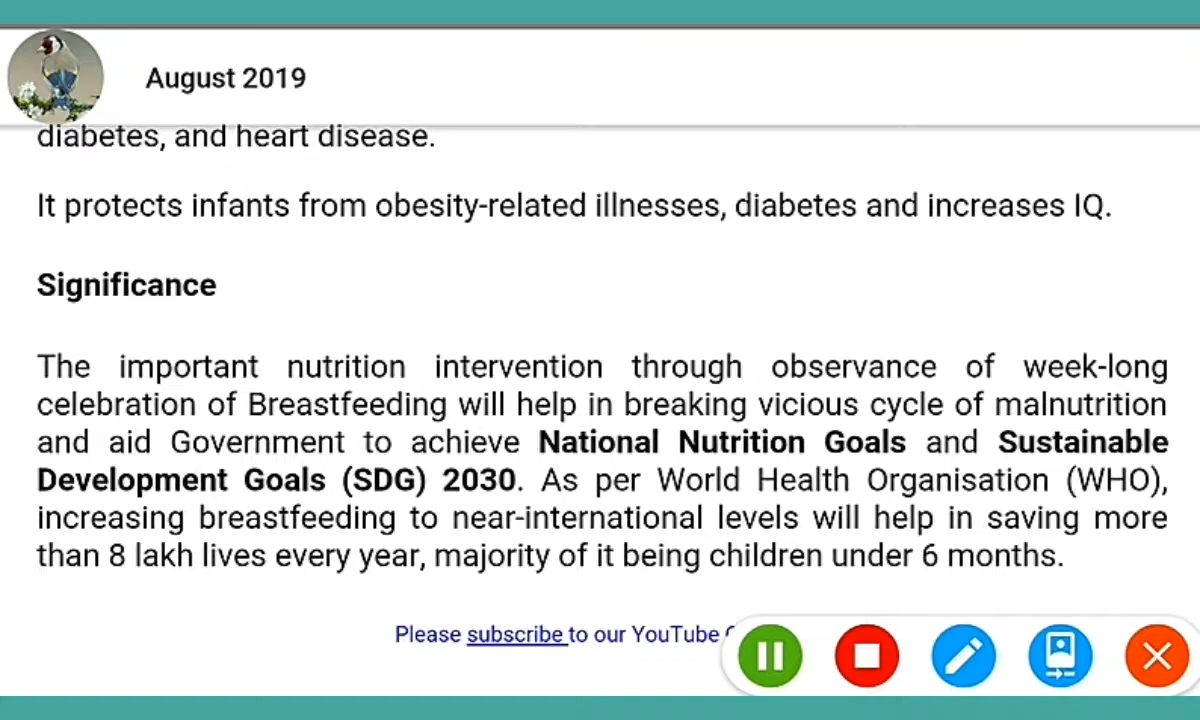 August 2019
diabetes, and heart disease.
It protects infants from obesity-related illnesses, diabetes and increases IQ.
Significance
The important nutrition intervention through observance of week-long
celebration of Breastfeeding will help in breaking vicious cycle of malnutrition
and aid Government to achieve National Nutrition Goals and Sustainable
Development Goals (SDG) 2030. As per World Health Organisation (WHO),
increasing breastfeeding to near-international levels will help in saving more
than 8 lakh lives every year, majority of it being children under 6 months.
Please subscribe to our YouTube